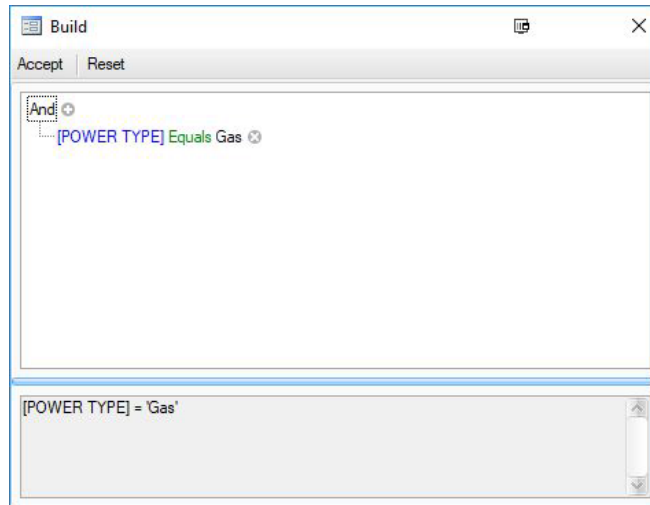 Build
Accept Reset
And
[POWER TYPE] Equals Gas
[POWER TYPE] = 'Gas'